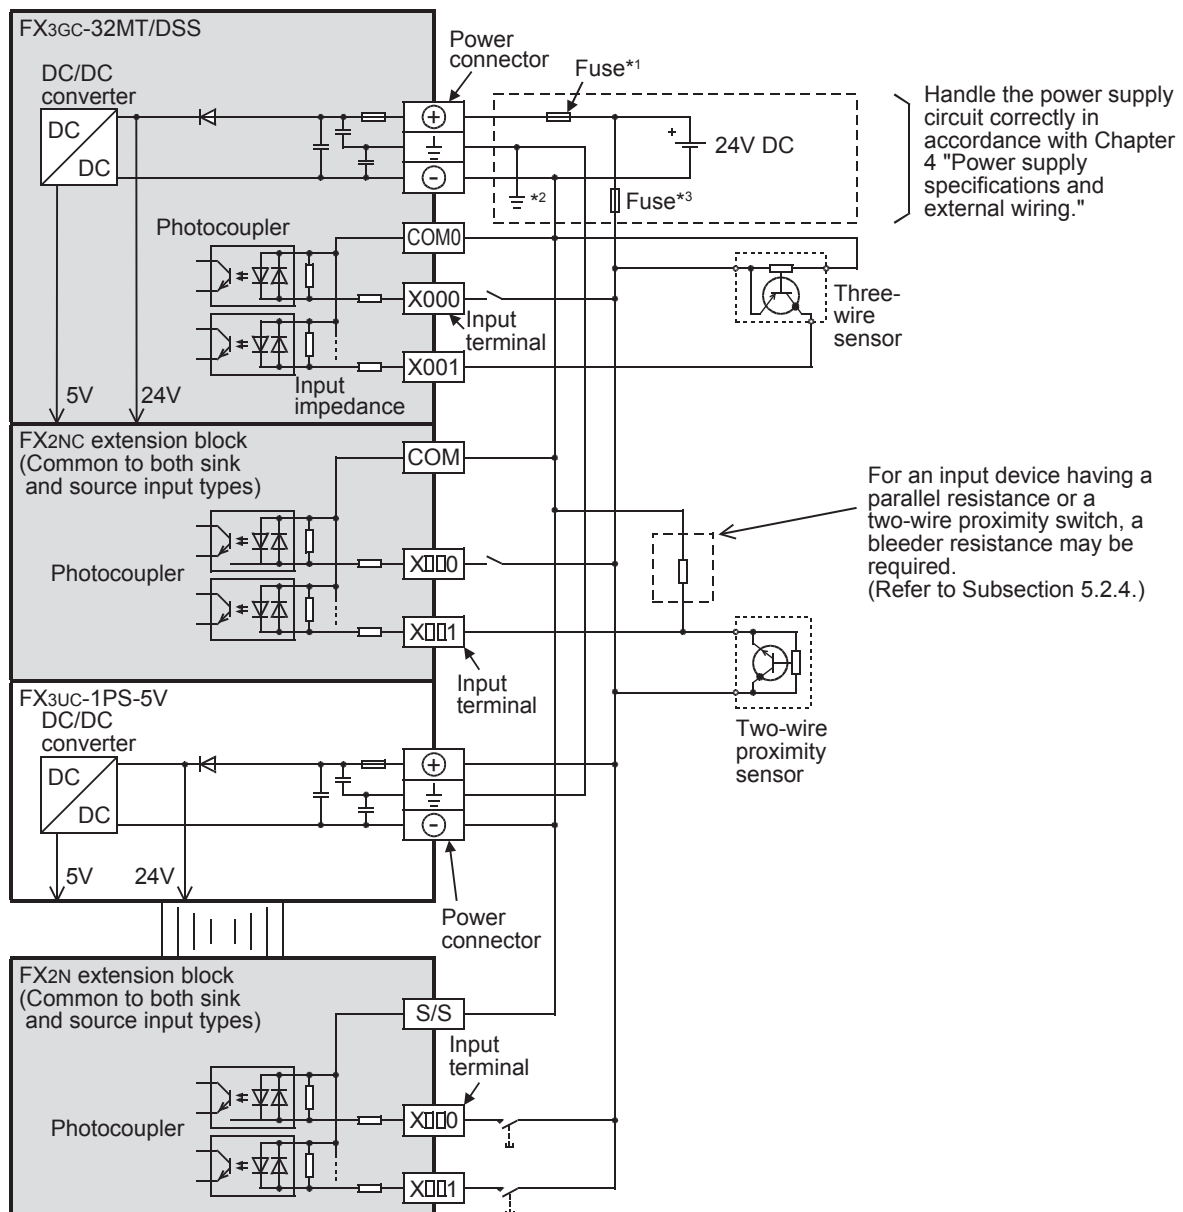 FX3GC-32MT/DSS
DC/DC
converter
DC
DC
Power
connector
Fuse*1
+
24V DC
*2
Fuse*3
Handle the power supply
circuit correctly in
accordance with Chapter
4 "Power supply
specifications and
external wiring."
Photocoupler
COM0
X000
Input
terminal
X001
Input
impedance
Three-
wire
sensor
5V
24V
FX2NC extension block
(Common to both sink
and source input types)
COM
Photocoupler
X▯▯0
X▯▯1
Input
terminal
For an input device having a
parallel resistance or a
two-wire proximity switch, a
bleeder resistance may be
required.
(Refer to Subsection 5.2.4.)
Two-wire
proximity
sensor
FX3UC-1PS-5V
DC/DC
converter
DC
DC
5V
24V
Power
connector
FX2N extension block
(Common to both sink
and source input types)
S/S
Input
terminal
Photocoupler
X▯▯0
X▯▯1